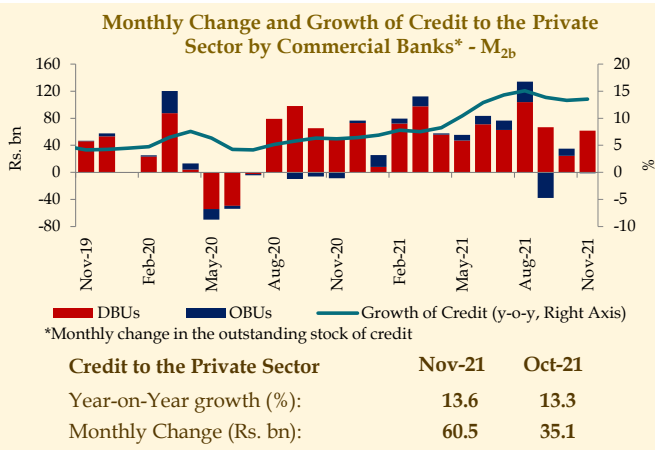 Monthly Change and Growth of Credit to the Private
Sector by Commercial Banks* - M2b
160
120
80
40
0
-40
-80
Rs. bn
20
15
10
5
0
-5
-10
%
Nov-19
Feb-20
May-20
Aug-20
Nov-20
Feb-21
May-21
Aug-21
Nov-21
DBUs OBUs Growth of Credit (y-o-y, Right Axis)
*Monthly change in the outstanding stock of credit
Credit to the Private Sector Nov-21 Oct-21
Year-on-Year growth (%): 13.6 13.3
Monthly Change (Rs. bn): 60.5 35.1